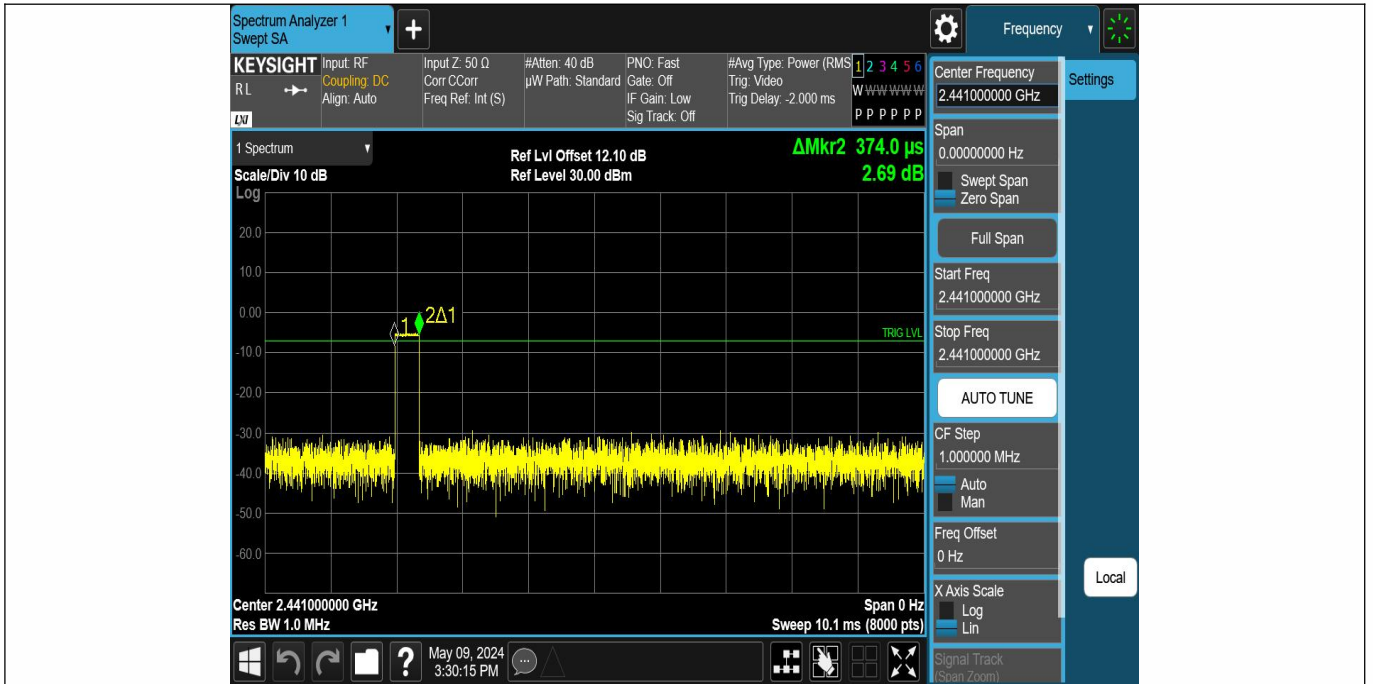 Spectrum Analyzer 1
Swept SA
+
Frequency
KEYSIGHT
R L
LXI
Input: RF
Coupling: DC
Align: Auto
Input Z: 50 Ω
Corr CCorr
Freq Ref: Int (S)
#Atten: 40 dB
µW Path: Standard
PNO: Fast
Gate: Off
IF Gain: Low
Sig Track: Off
#Avg Type: Power (RMS
Trig: Video
Trig Delay: -2.000 ms
1 2 3 4 5 6
W W W W W W
P P P P P P
1 Spectrum
Scale/Div 10 dB
Log
Ref Lvl Offset 12.10 dB
Ref Level 30.00 dBm
ΔMkr2 374.0 µs
2.69 dB
20.0
10.0
0.00
-10.0
-20.0
-30.0
-40.0
-50.0
-60.0
1
2Δ1
TRIG LVL
Center 2.441000000 GHz
Res BW 1.0 MHz
Span 0 Hz
Sweep 10.1 ms (8000 pts)
?
May 09, 2024
3:30:15 PM
Center Frequency
2.441000000 GHz
Span
0.00000000 Hz
Swept Span
Zero Span
Full Span
Start Freq
2.441000000 GHz
Stop Freq
2.441000000 GHz
AUTO TUNE
CF Step
1.000000 MHz
Auto
Man
Freq Offset
0 Hz
X Axis Scale
Log
Lin
Signal Track
(Span Zoom)
Settings
Local